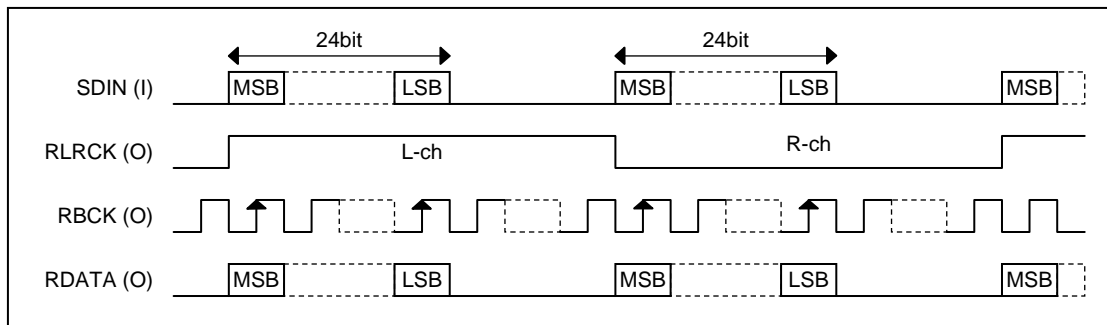 24bit 24bit
SDIN (I) MSB LSB MSB LSB MSB
RLRCK (O) L-ch R-ch
RBCK (O)
RDATA (O) MSB LSB MSB LSB MSB